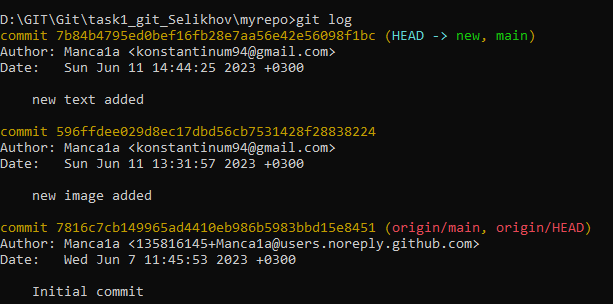 D:\GIT\Git\task1_git_Selikhov\myrepo>git log
commit 7b84b4795ed0bef16fb28e7aa56e42e56098f1bc (HEAD -> new, main)
Author: Manca1a <konstantinum94@gmail.com>
Date:   Sun Jun 11 14:44:25 2023 +0300
new text added
commit 596ffdee029d8ec17dbd56cb7531428f28838224
Author: Manca1a <konstantinum94@gmail.com>
Date:   Sun Jun 11 13:31:57 2023 +0300
new image added
commit 7816c7cb149965ad4410eb986b5983bbd15e8451 (origin/main, origin/HEAD)
Author: Manca1a <135816145+Manca1a@users.noreply.github.com>
Date:   Wed Jun 7 11:45:53 2023 +0300
Initial commit